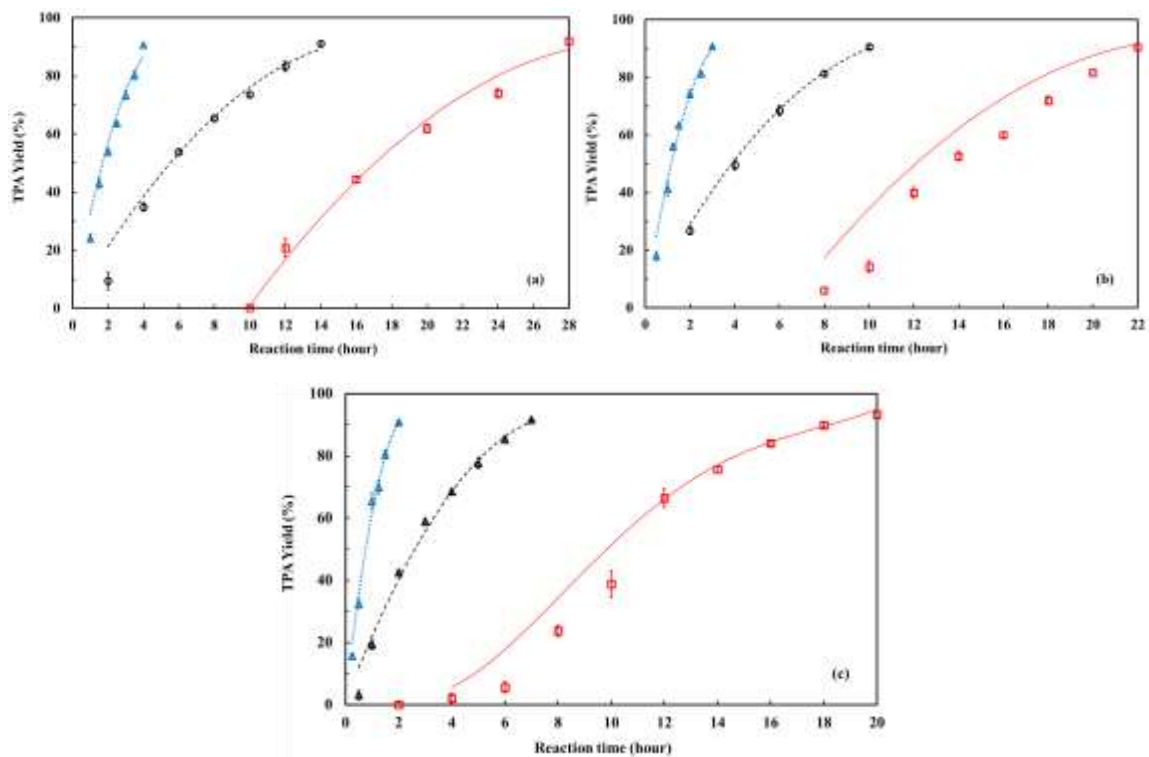 100
80
60
40
20
0
TPA Yield (%)
(a)
0 2 4 6 8 10 12 14 16 18 20 22 24 26 28
Reaction time (hour)
100
80
60
40
20
0
TPA Yield (%)
(b)
0 2 4 6 8 10 12 14 16 18 20 22
Reaction time (hour)
100
80
60
40
20
0
TPA Yield (%)
(c)
0 2 4 6 8 10 12 14 16 18 20
Reaction time (hour)